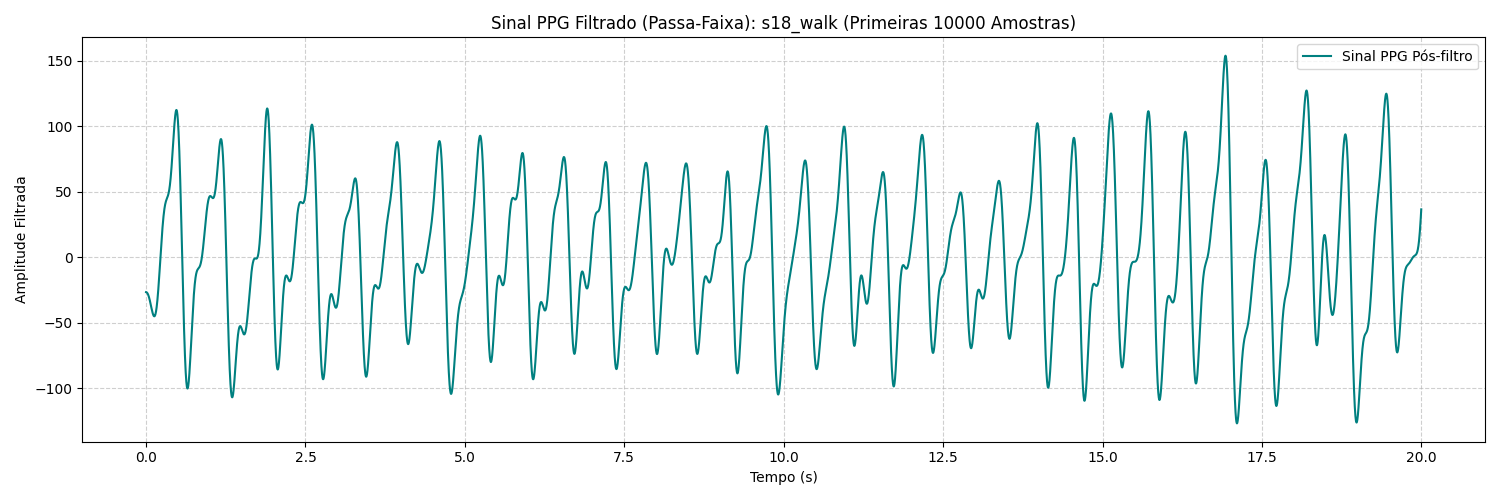 Sinal PPG Filtrado (Passa-Faixa): s18_walk (Primeiras 10000 Amostras)
Sinal PPG Pós-filtro
Amplitude Filtrada
150
100
50
0
−50
−100
0.0 2.5 5.0 7.5 10.0 12.5 15.0 17.5 20.0
Tempo (s)